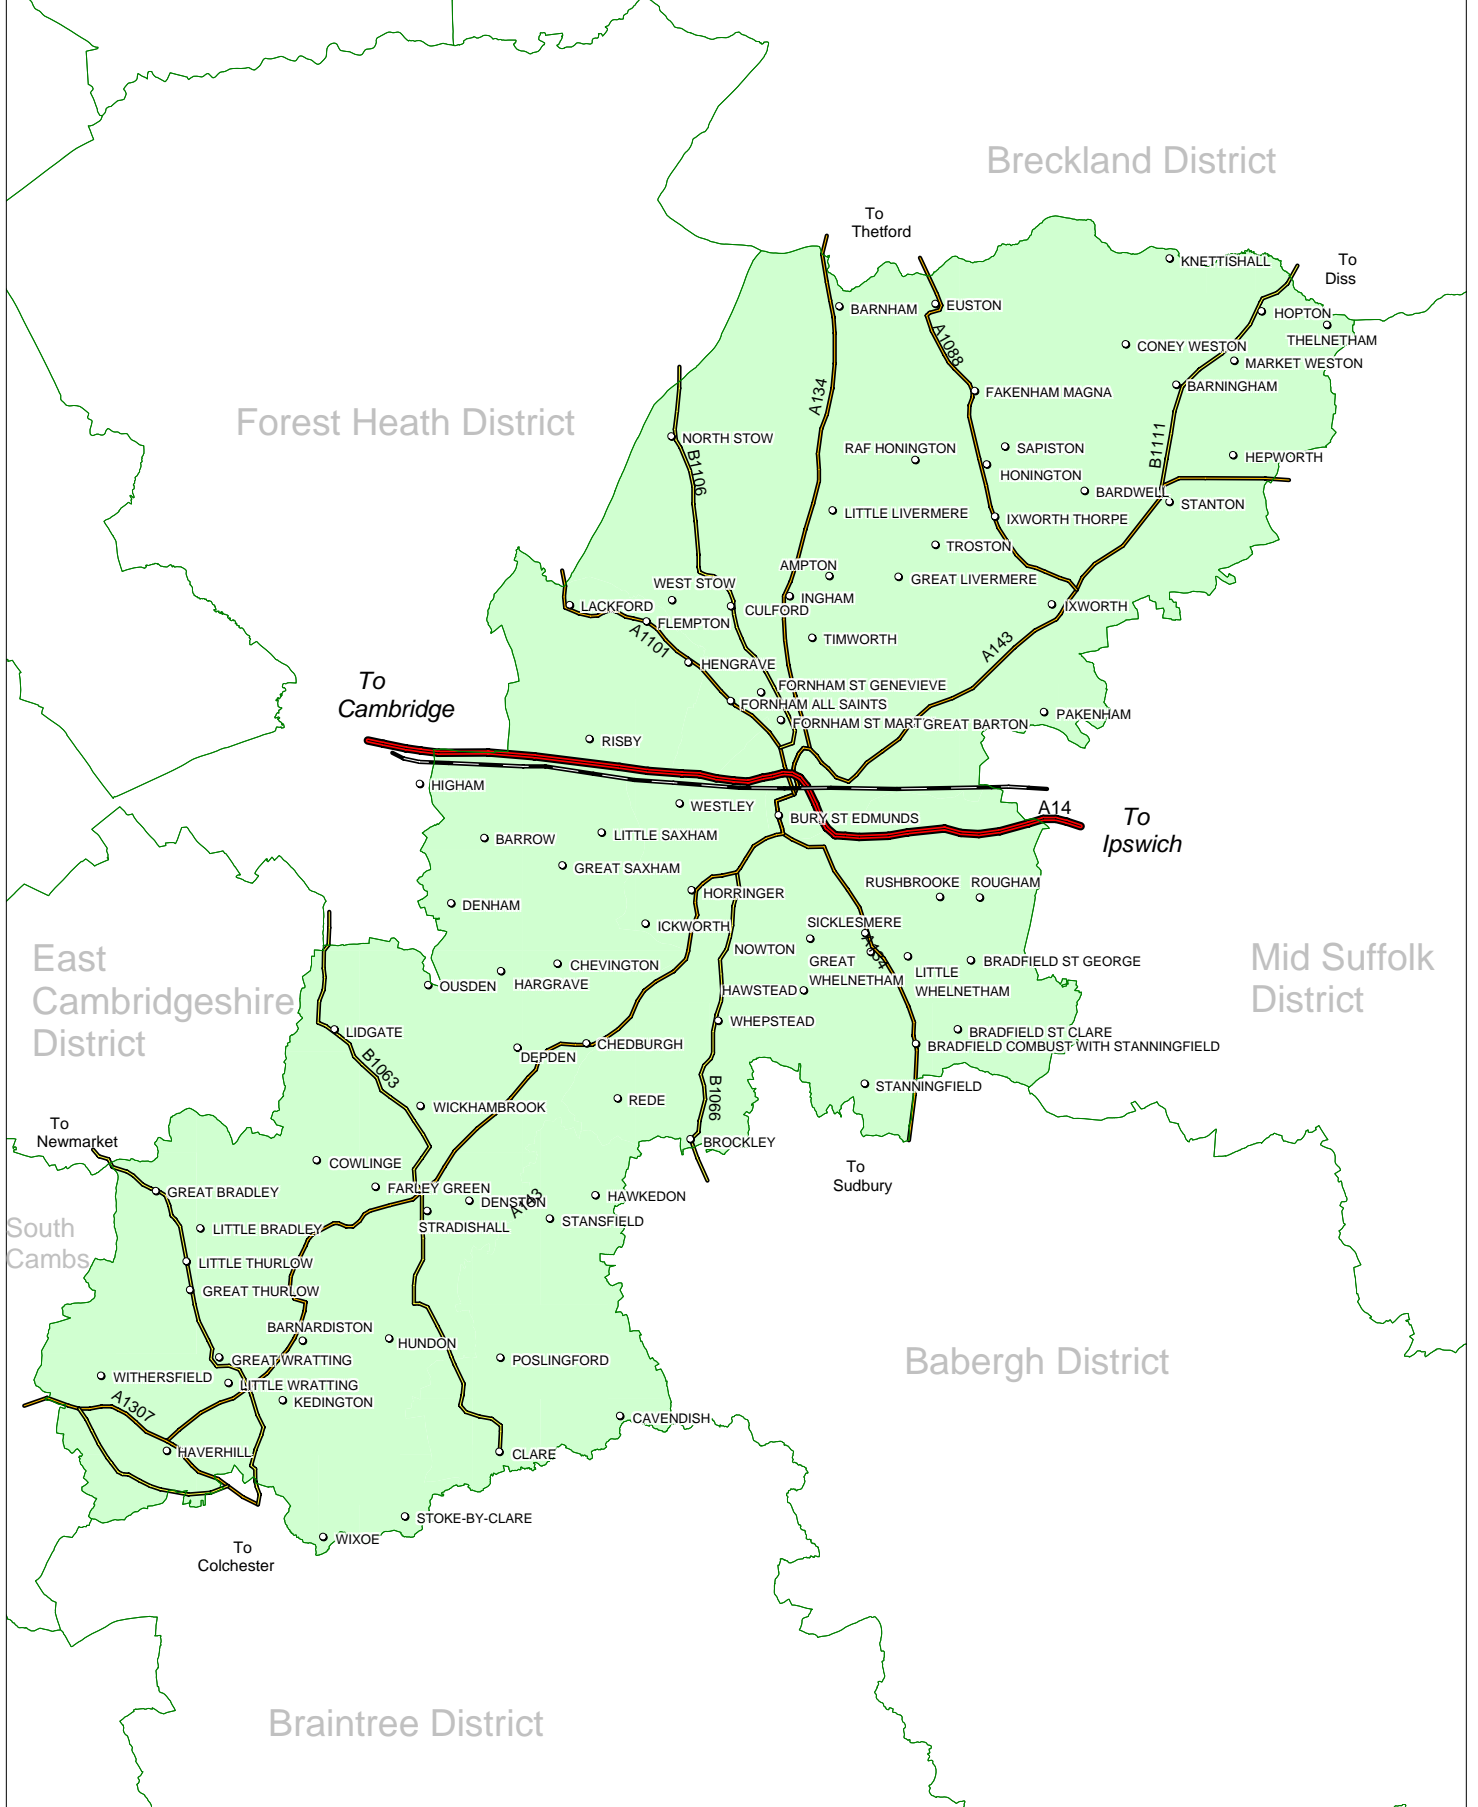 Breckland District
To
Thetford
KNETTISHALL
To
Diss
BARNHAM
EUSTON
HOPTON
THELNETHAM
A1088
CONEY WESTON
MARKET WESTON
BARNINGHAM
FAKENHAM MAGNA
A134
Forest Heath District
NORTH STOW
B1106
RAF HONINGTON
SAPISTON
HONINGTON
B1111
HEPWORTH
BARDWELL
STANTON
LITTLE LIVERMERE
IXWORTH THORPE
TROSTON
AMPTON
GREAT LIVERMERE
WEST STOW
LACKFORD
CULFORD
INGHAM
IXWORTH
FLEMPTON
A1101
TIMWORTH
A143
HENGRAVE
To
Cambridge
FORNHAM ST GENEVIEVE
FORNHAM ALL SAINTS
FORNHAM ST MART
GREAT BARTON
PAKENHAM
RISBY
HIGHAM
WESTLEY
BURY ST EDMUNDS
A14
To
Ipswich
BARROW
LITTLE SAXHAM
GREAT SAXHAM
RUSHBROOKE
ROUGHAM
HORRINGER
DENHAM
ICKWORTH
SICKLESMERE
NOWTON
A134
GREAT
WHELNETHAM
LITTLE
WHELNETHAM
BRADFIELD ST GEORGE
East
Cambridgeshire
District
Mid Suffolk
District
CHEVINGTON
HARGRAVE
OUSDEN
HAWSTEAD
LIDGATE
WHEPSTEAD
BRADFIELD ST CLARE
BRADFIELD COMBUST WITH STANNINGFIELD
CHEDBURGH
DEPDEN
B1063
STANNINGFIELD
B1066
REDE
WICKHAMBROOK
To
Newmarket
BROCKLEY
To
Sudbury
COWLINGE
GREAT BRADLEY
FARLEY GREEN
DENSTON
A143
HAWKEDON
STANSFIELD
STRADISHALL
South
Cambs
LITTLE BRADLEY
LITTLE THURLOW
GREAT THURLOW
BARNARDISTON
HUNDON
GREAT WRATTING
POSLINGFORD
Babergh District
WITHERSFIELD
LITTLE WRATTING
KEDINGTON
A1307
CAVENDISH
HAVERHILL
CLARE
STOKE-BY-CLARE
WIXOE
To
Colchester
Braintree District